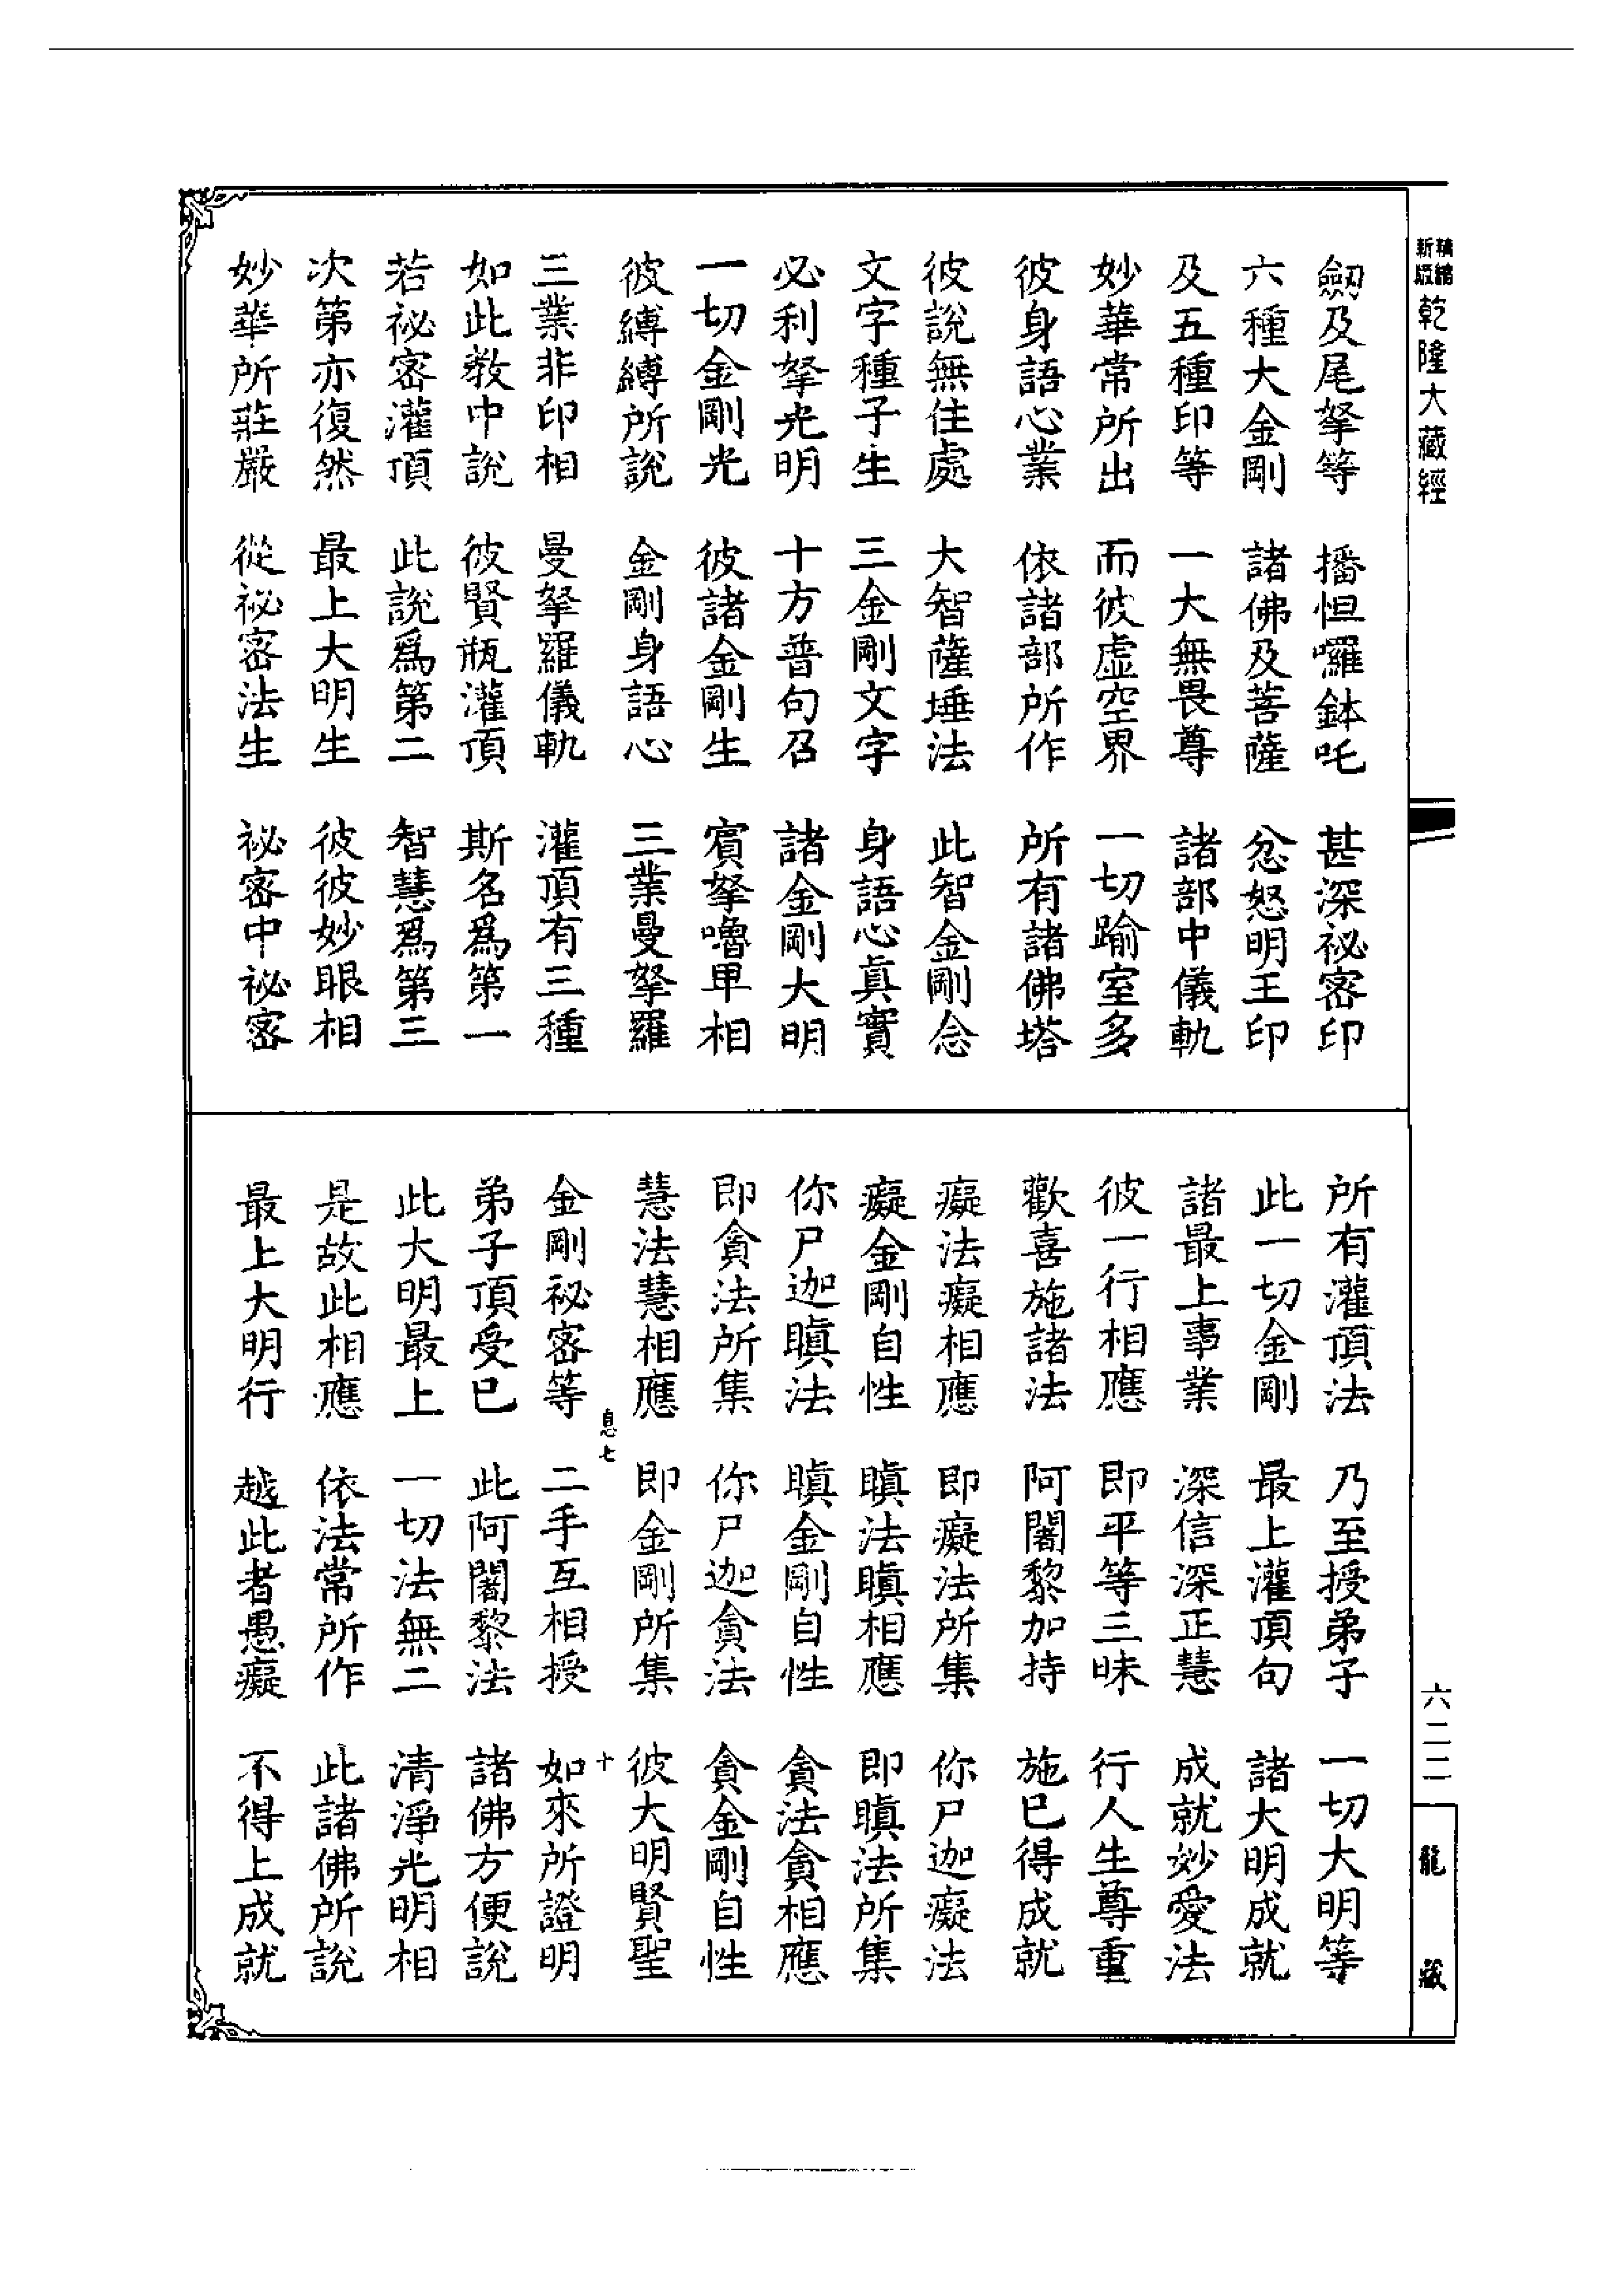 新編縮版乾隆大藏經
劔及尾拏等 播怛囉鉢吒 甚深祕密印
六種大金剛 諸佛及菩薩 忿怒明王印
及五種印等 一大無畏尊 諸部中儀軌
妙華常所出 而彼虛空界 一切踰室多
彼身語心業 依諸部所作 所有諸佛塔
彼說無住處 大智薩埵法 此智金剛念
文字種子生 三金剛文字 身語心真實
必利拏光明 十方普句召 諸金剛大明
一切金剛光 彼諸金剛生 賓拏嚕畢相
彼縛縛所說 金剛身語心 三業曼拏羅
三業非印相 曼拏羅儀軌 灌頂有三種
如此教中說 彼賢瓶灌頂 斯名爲第一
若祕密灌頂 此說爲第二 智慧爲第三
次第亦復然 最上大明生 彼彼妙眼相
妙華所莊嚴 從祕密法生 祕密中祕密
所有灌頂法 乃至授弟子 一切大明等
此一切金剛 最上灌頂句 諸大明成就
諸最上事業 深信深正慧 成就妙愛法
彼一行相應 即平等三昧 行人生尊重
歡喜施諸法 阿闍黎加持 施已得成就
癡法癡相應 即癡法所集 你尸迦癡法
癡金剛自性 瞋法瞋相應 即瞋法所集
你尸迦瞋法 瞋金剛自性 貪法貪相應
即貪法所集 你尸迦貪法 貪金剛自性
慧法慧相應 即金剛所集 彼大明賢聖
息七 十
金剛祕密等 二手互相授 如來所證明
弟子頂受已 此阿闍黎法 諸佛方便說
此大明最上 一切法無二 清淨光明相
是故此相應 依法常所作 此諸佛所說
最上大明行 越此者愚癡 不得上成就
六二二
龍藏